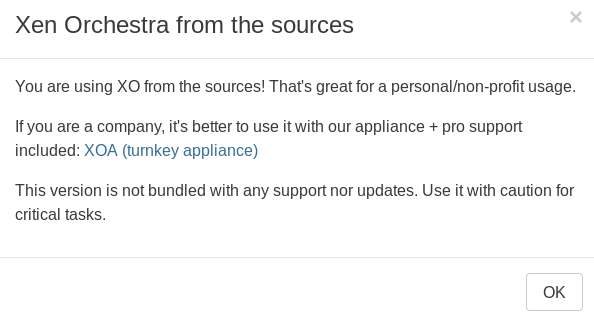 Xen Orchestra from the sources
×
You are using XO from the sources! That's great for a personal/non-profit usage.
If you are a company, it's better to use it with our appliance + pro support
included: XOA (turnkey appliance)
This version is not bundled with any support nor updates. Use it with caution for
critical tasks.
OK